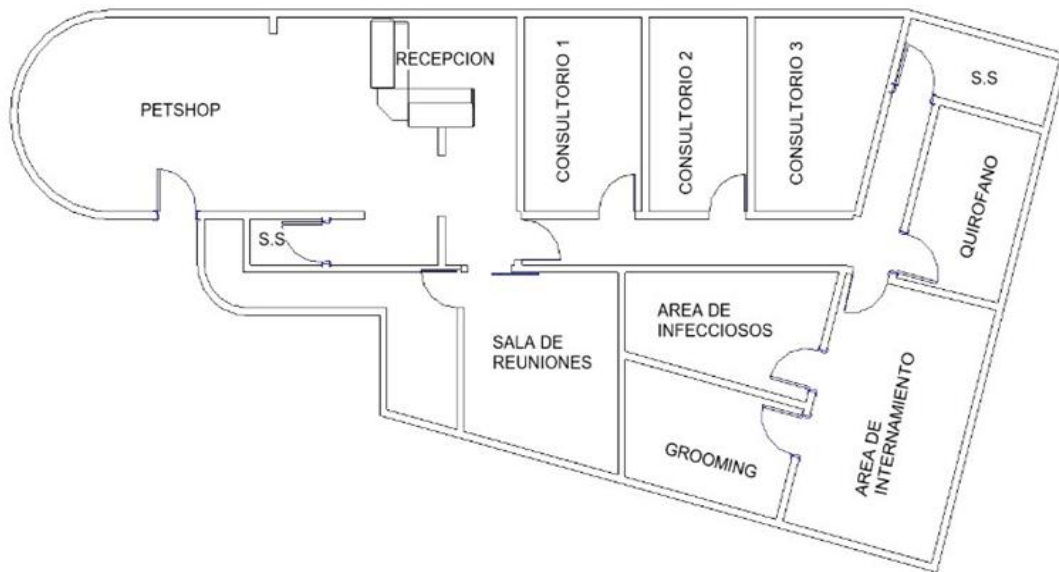 PETSHOP
RECEPCION
CONSULTORIO 1
CONSULTORIO 2
CONSULTORIO 3
S.S
QUIROFANO
S.S
SALA DE
REUNIONES
AREA DE
INFECCIOSOS
GROOMING
AREA DE
INTERNAMIENTO